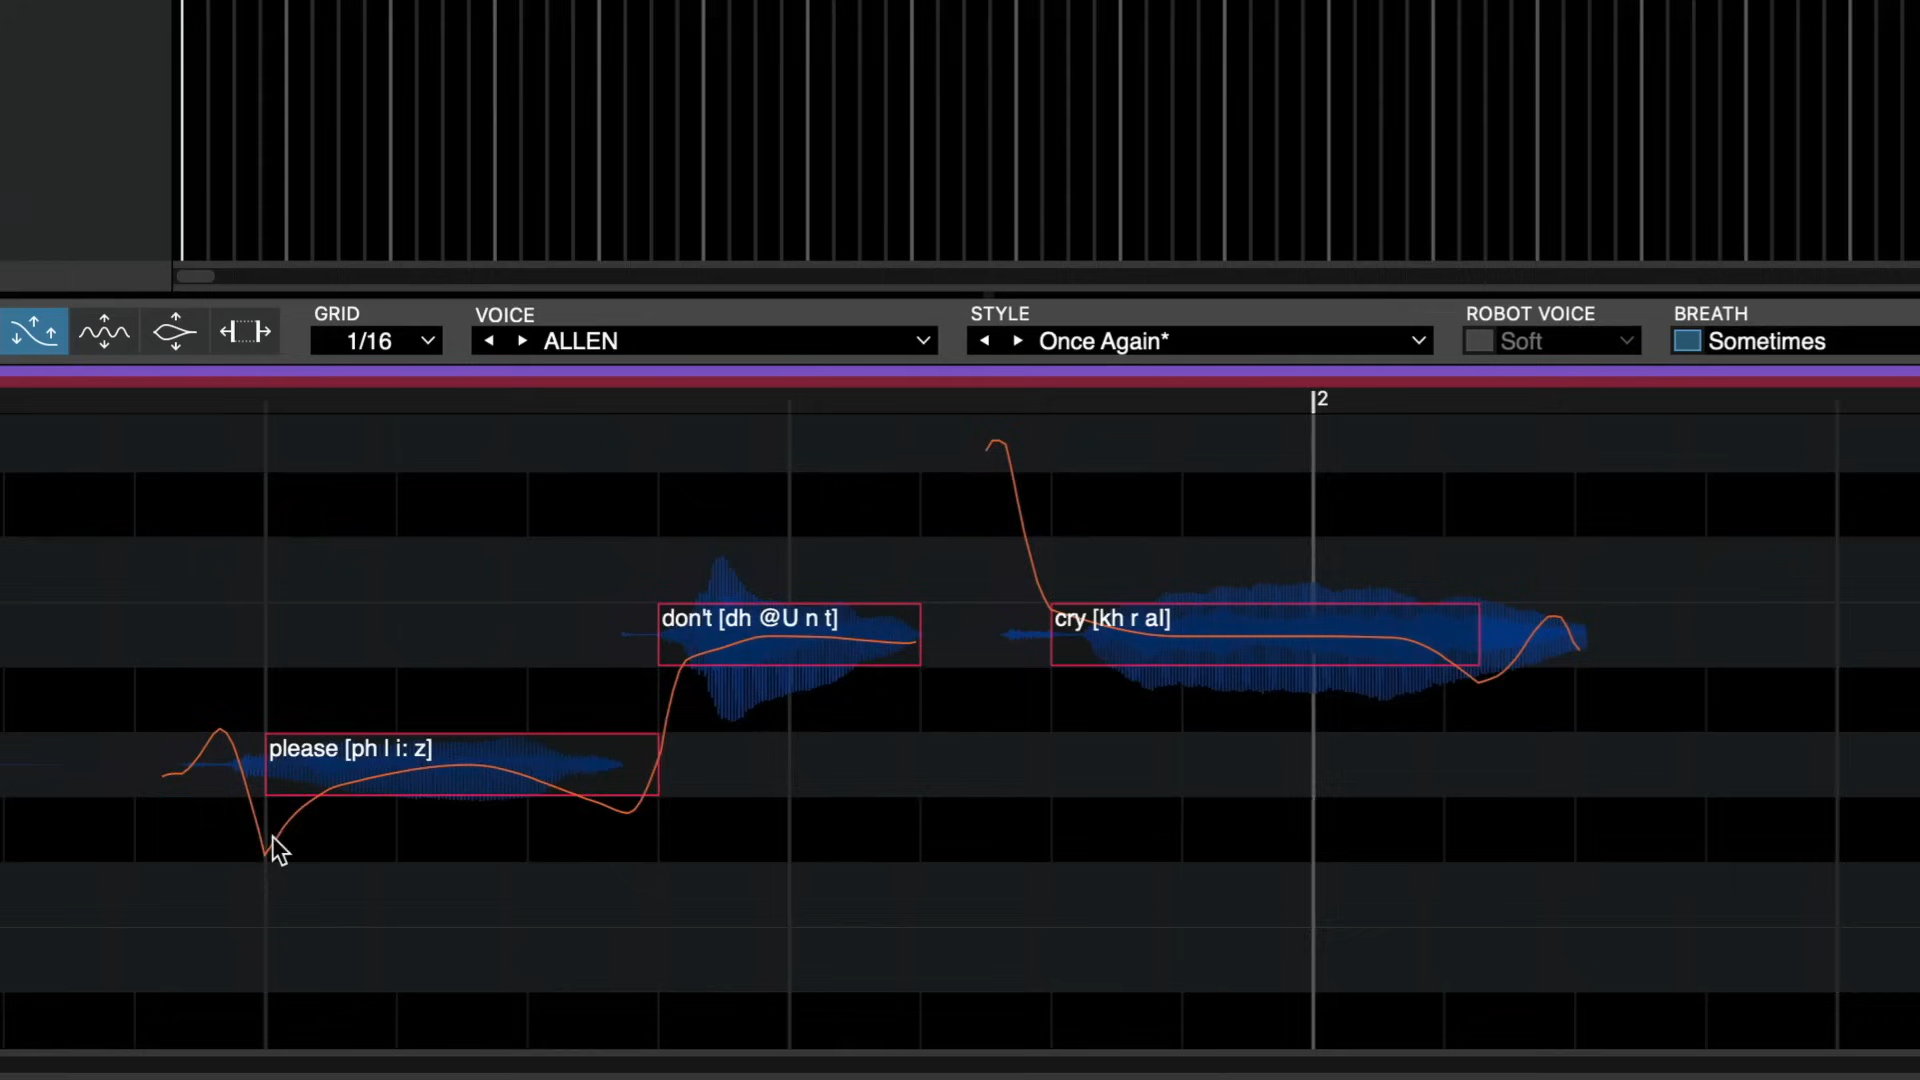 GRID
1/16
VOICE
ALLEN
STYLE
Once Again*
ROBOT VOICE
Soft
BREATH
Sometimes
2
don't [dh @U n t]
cry [kh r aI]
please [ph l i: z]